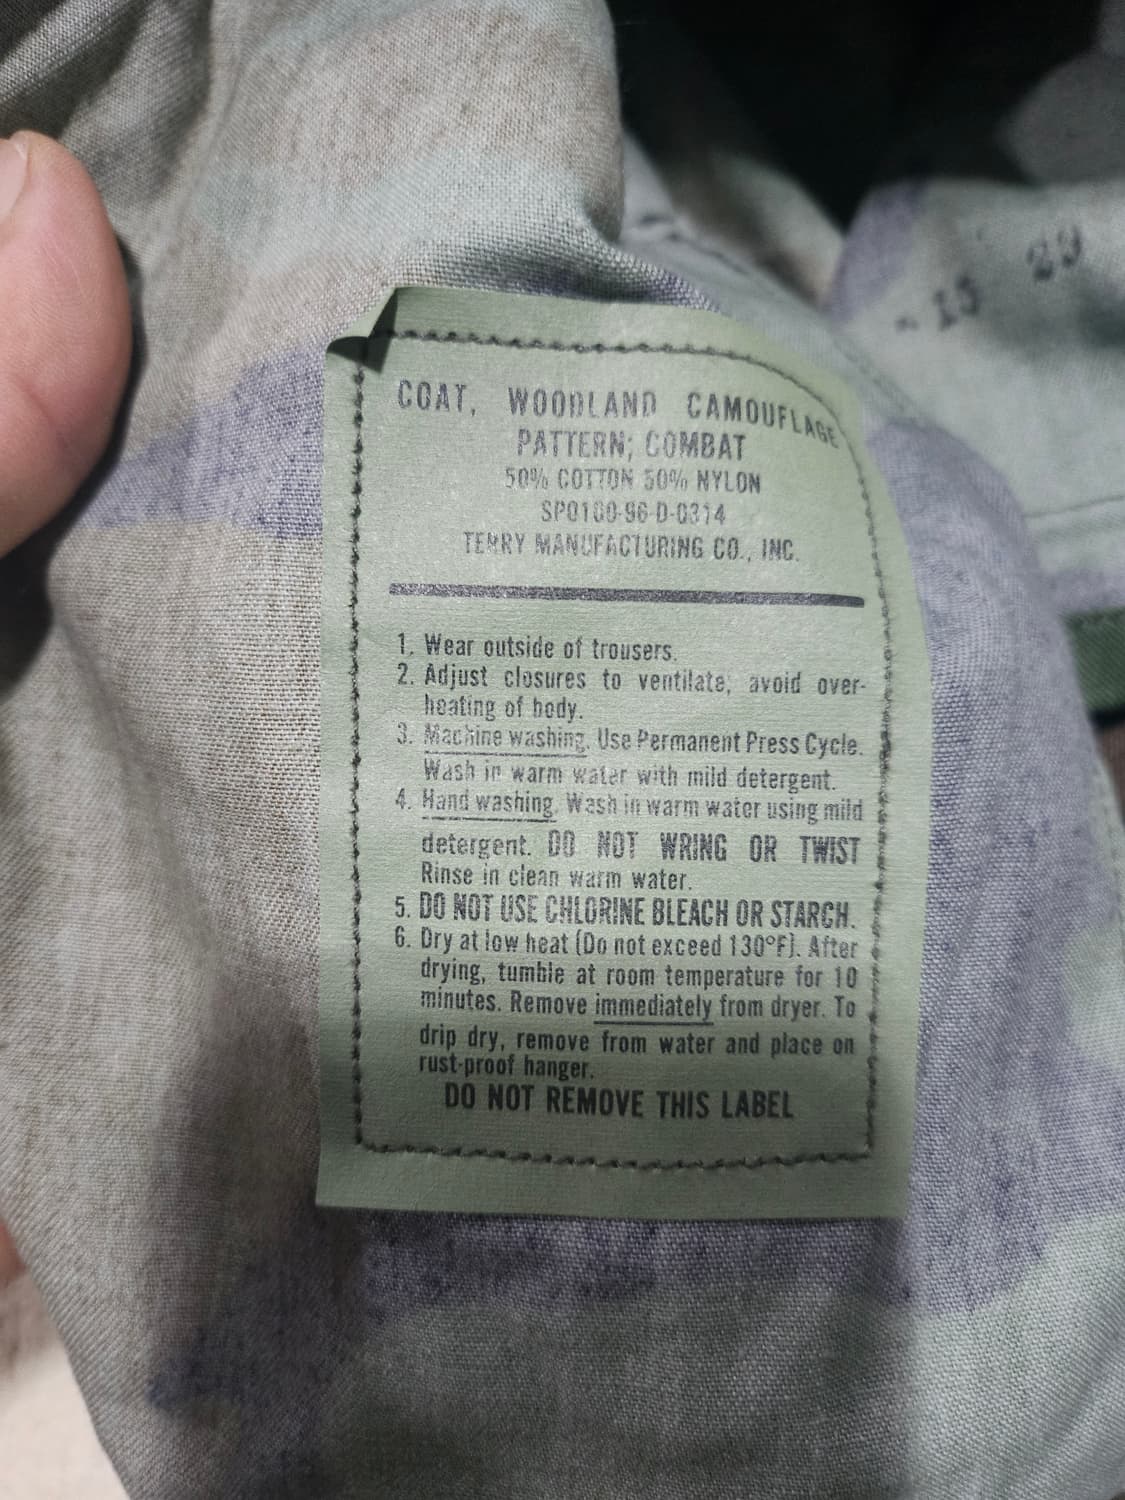 - 15 29
COAT, WOODLAND CAMOUFLAGE
PATTERN; COMBAT
50% COTTON 50% NYLON
SP0100-96-D-0314
TERRY MANUFACTURING CO., INC.
1. Wear outside of trousers.
2. Adjust closures to ventilate; avoid over-
heating of body.
3. Machine washing. Use Permanent Press Cycle.
Wash in warm water with mild detergent.
4. Hand washing. Wash in warm water using mild
detergent. DO NOT WRING OR TWIST
Rinse in clean warm water.
5. DO NOT USE CHLORINE BLEACH OR STARCH.
6. Dry at low heat (Do not exceed 130°F). After
drying, tumble at room temperature for 10
minutes. Remove immediately from dryer. To
drip dry, remove from water and place on
rust-proof hanger.
DO NOT REMOVE THIS LABEL